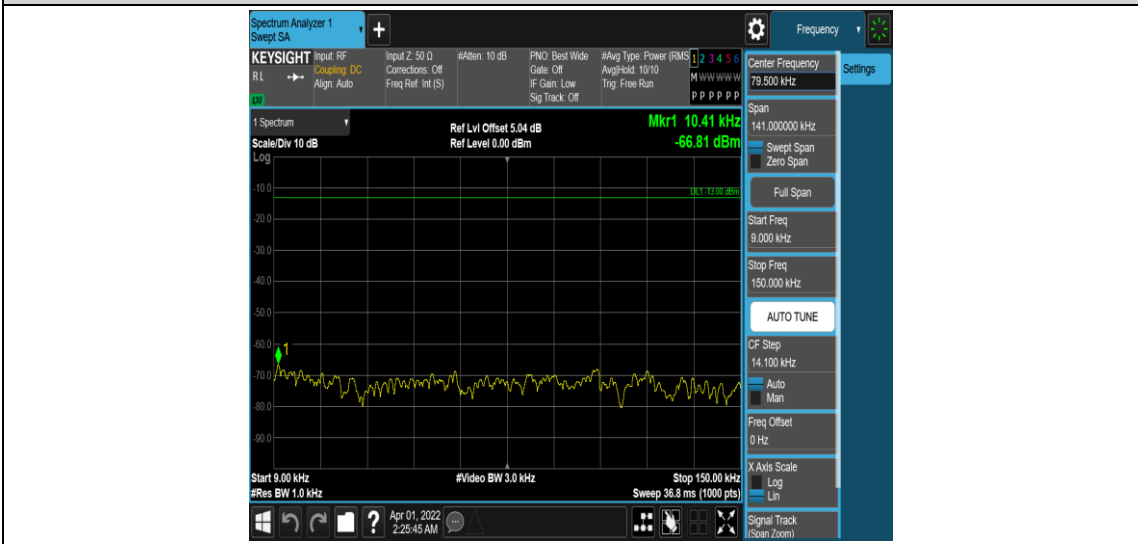 Spectrum Analyzer 1
Swept SA
+
Frequency
KEYSIGHT
RL
LXI
Input: RF
Coupling: DC
Align: Auto
Input Z: 50 Ω
Corrections: Off
Freq Ref: Int (S)
#Atten: 10 dB
PNO: Best Wide
Gate: Off
IF Gain: Low
Sig Track: Off
#Avg Type: Power (RMS
Avg|Hold: 10/10
Trig: Free Run
1 2 3 4 5 6
M W W W W W
P P P P P P
Center Frequency
79.500 kHz
Settings
Span
141.000000 kHz
Swept Span
Zero Span
Full Span
Start Freq
9.000 kHz
Stop Freq
150.000 kHz
AUTO TUNE
CF Step
14.100 kHz
Auto
Man
Freq Offset
0 Hz
X Axis Scale
Log
Lin
Signal Track
(Span Zoom)
1 Spectrum
Scale/Div 10 dB
Log
Ref Lvl Offset 5.04 dB
Ref Level 0.00 dBm
Mkr1 10.41 kHz
-66.81 dBm
DL1 -13.00 dBm
-10.0
-20.0
-30.0
-40.0
-50.0
-60.0
1
-70.0
-80.0
-90.0
Start 9.00 kHz
#Video BW 3.0 kHz
Stop 150.00 kHz
#Res BW 1.0 kHz
Sweep 36.8 ms (1000 pts)
?
Apr 01, 2022
2:25:45 AM